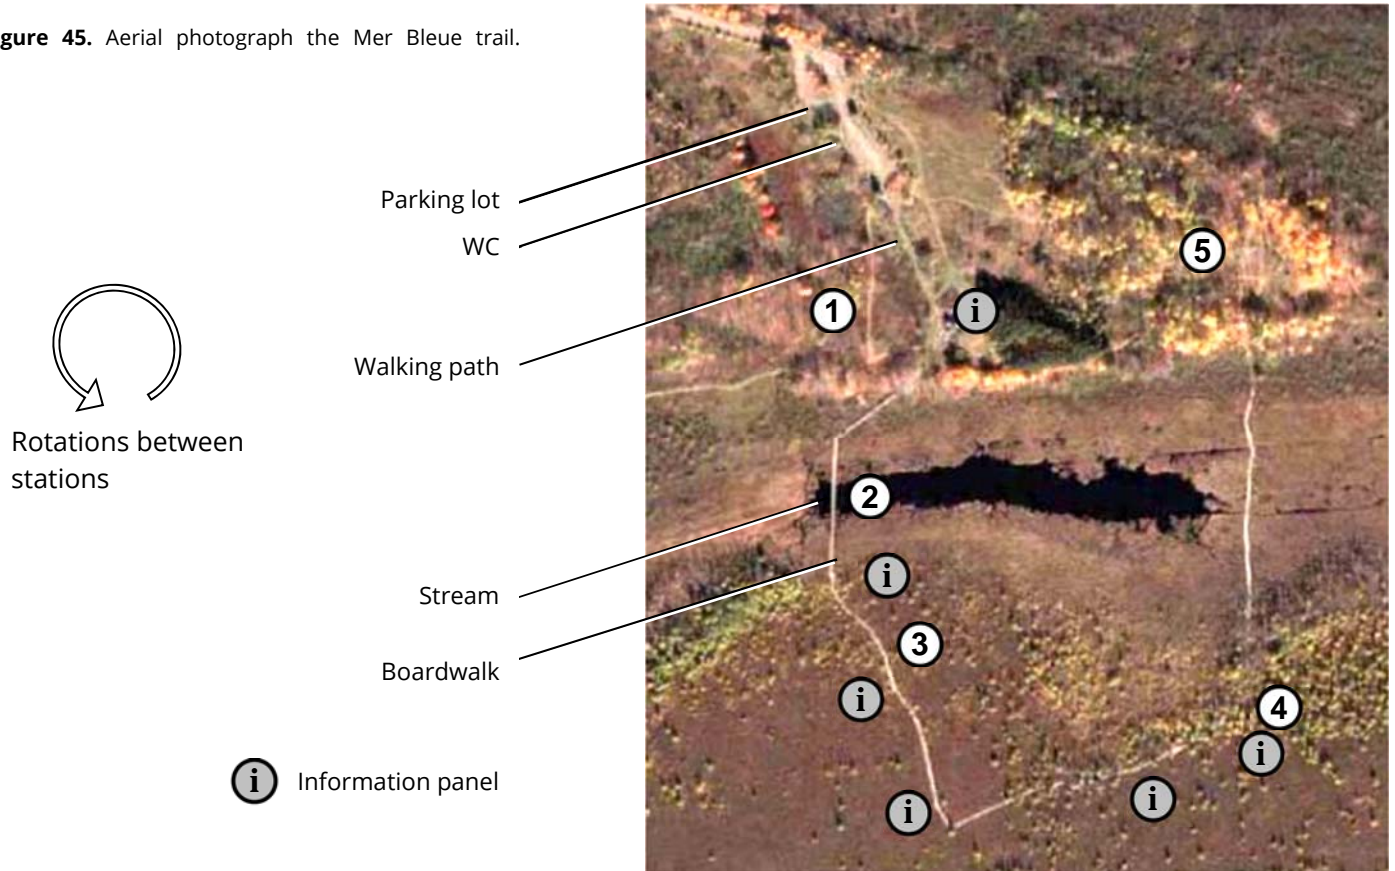 gure 45. Aerial photograph the Mer Bleue trail.
Parking lot
WC
5
1
i
Walking path
Rotations between
stations
2
i
Stream
3
Boardwalk
i
4
i
i Information panel
i
i